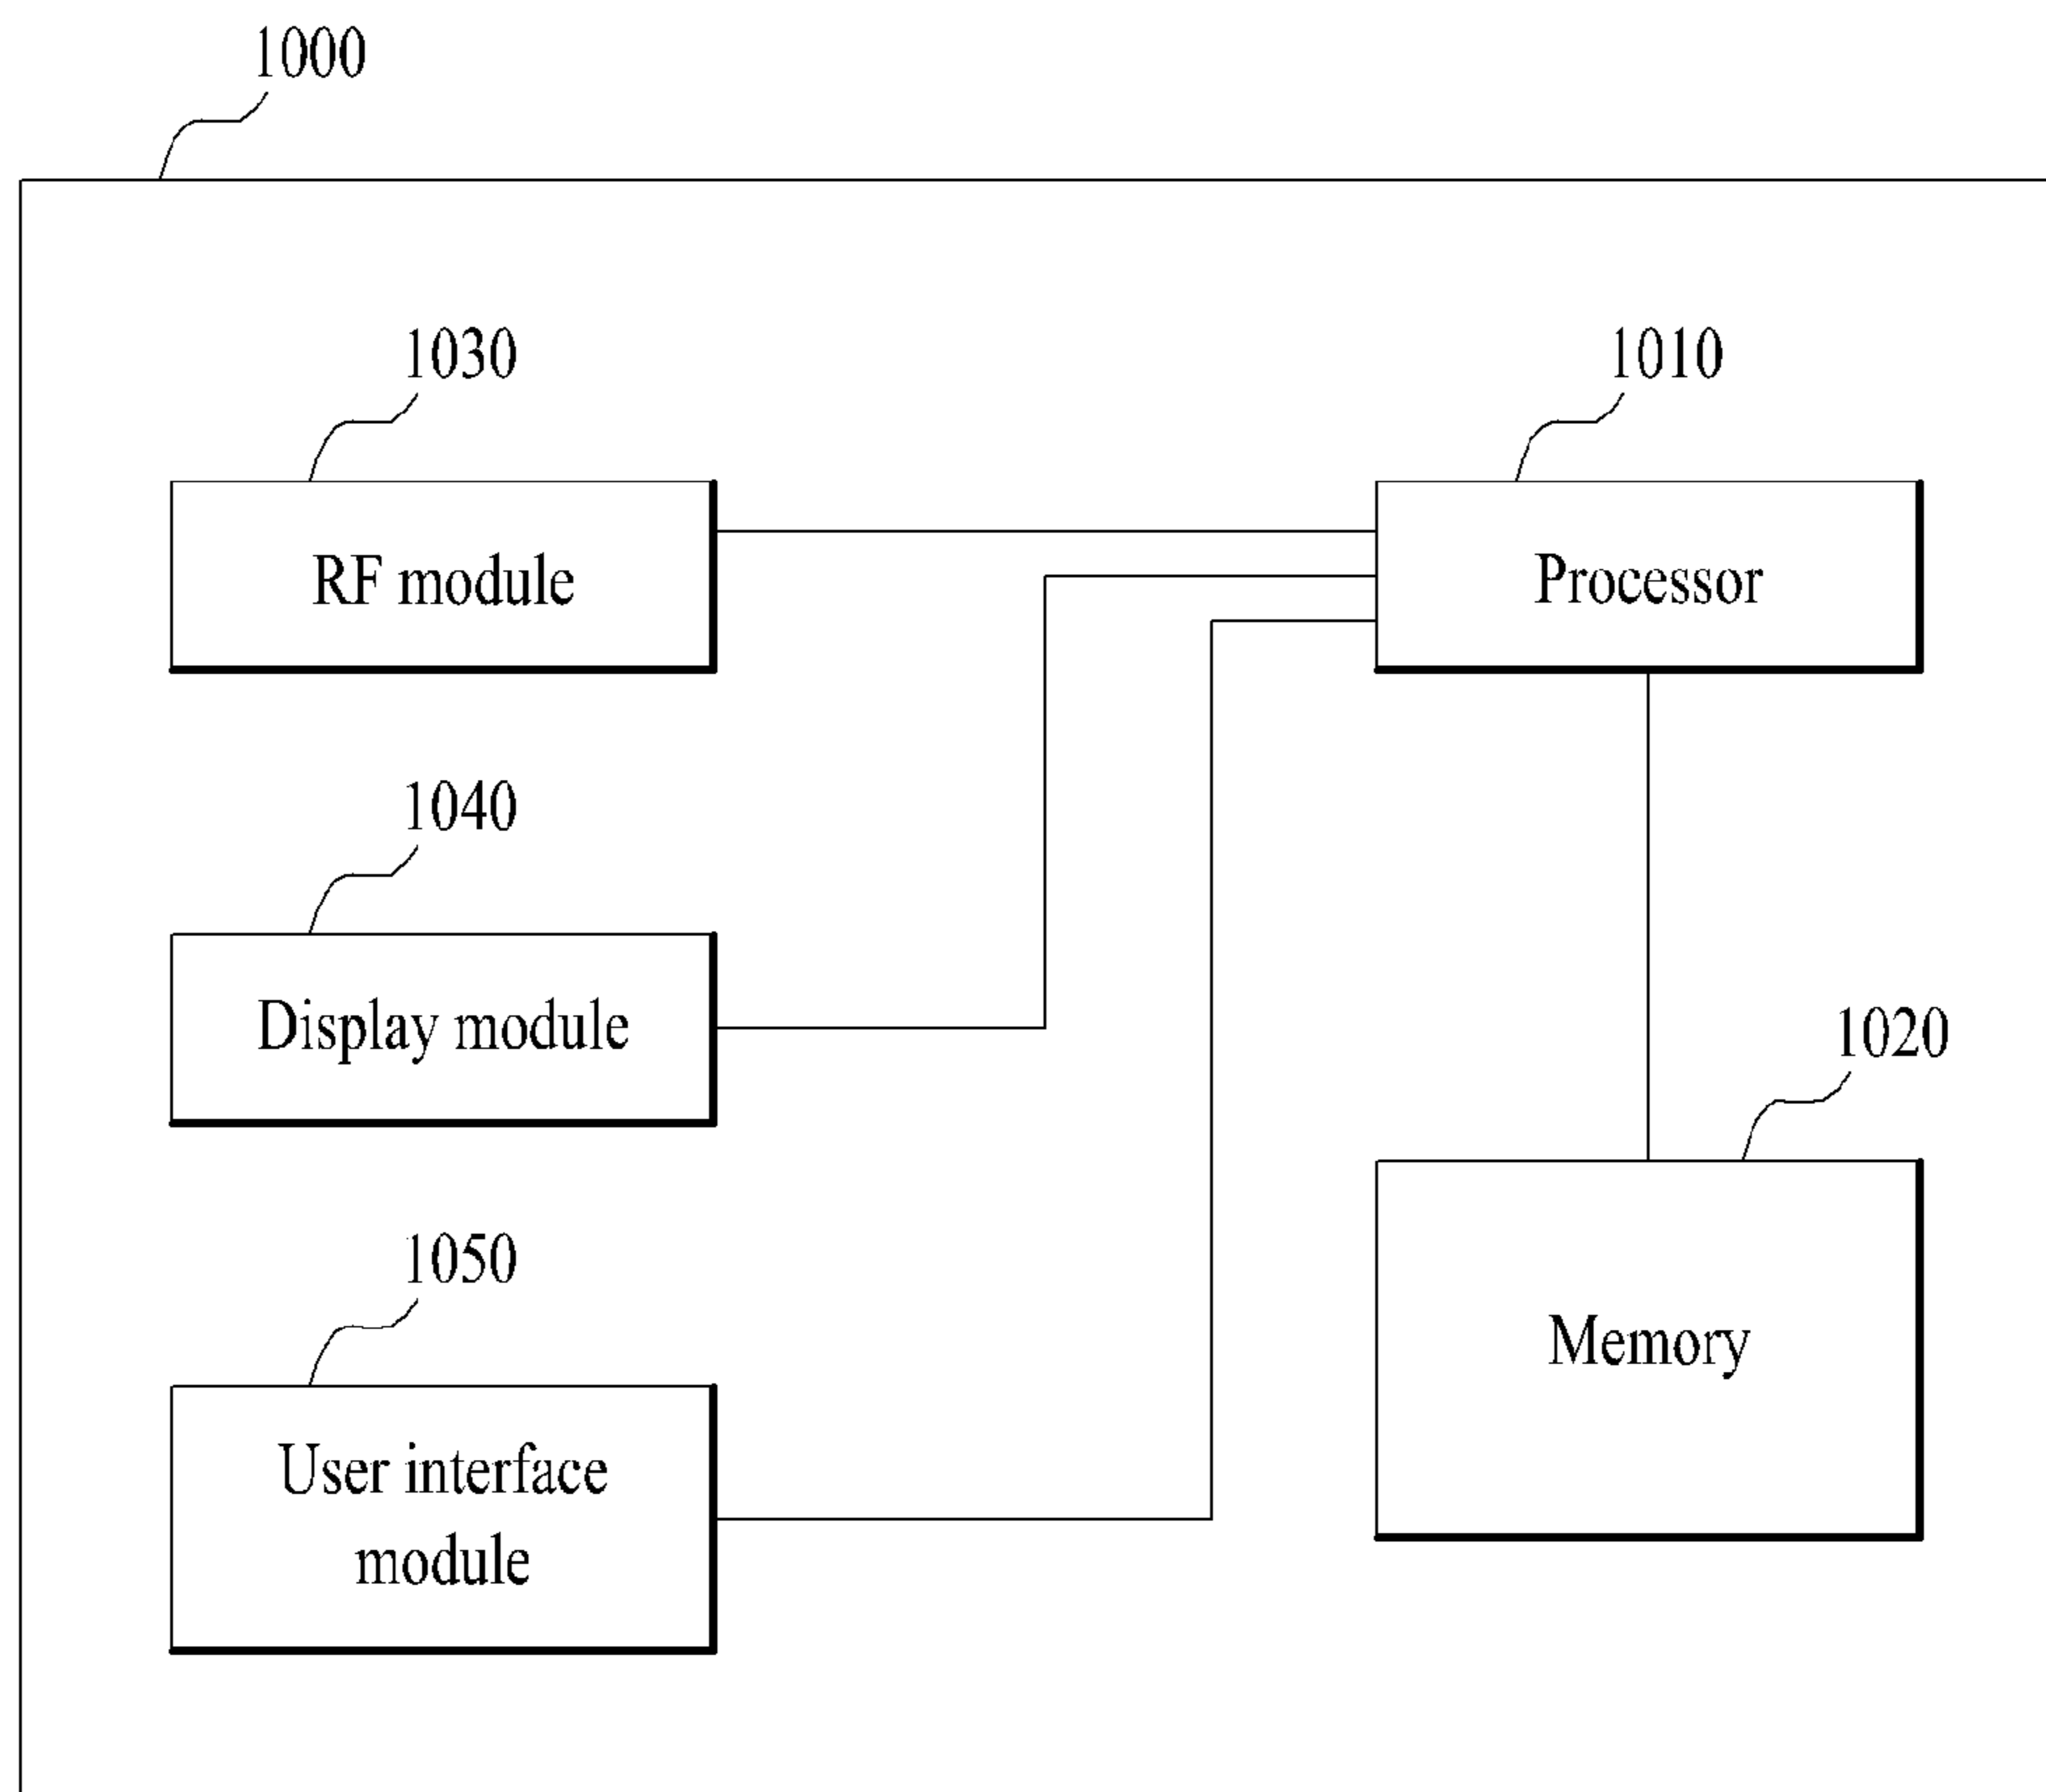 1000
1030
1010
RF module
Processor
1040
Display module
1020
1050
Memory
User interface
module